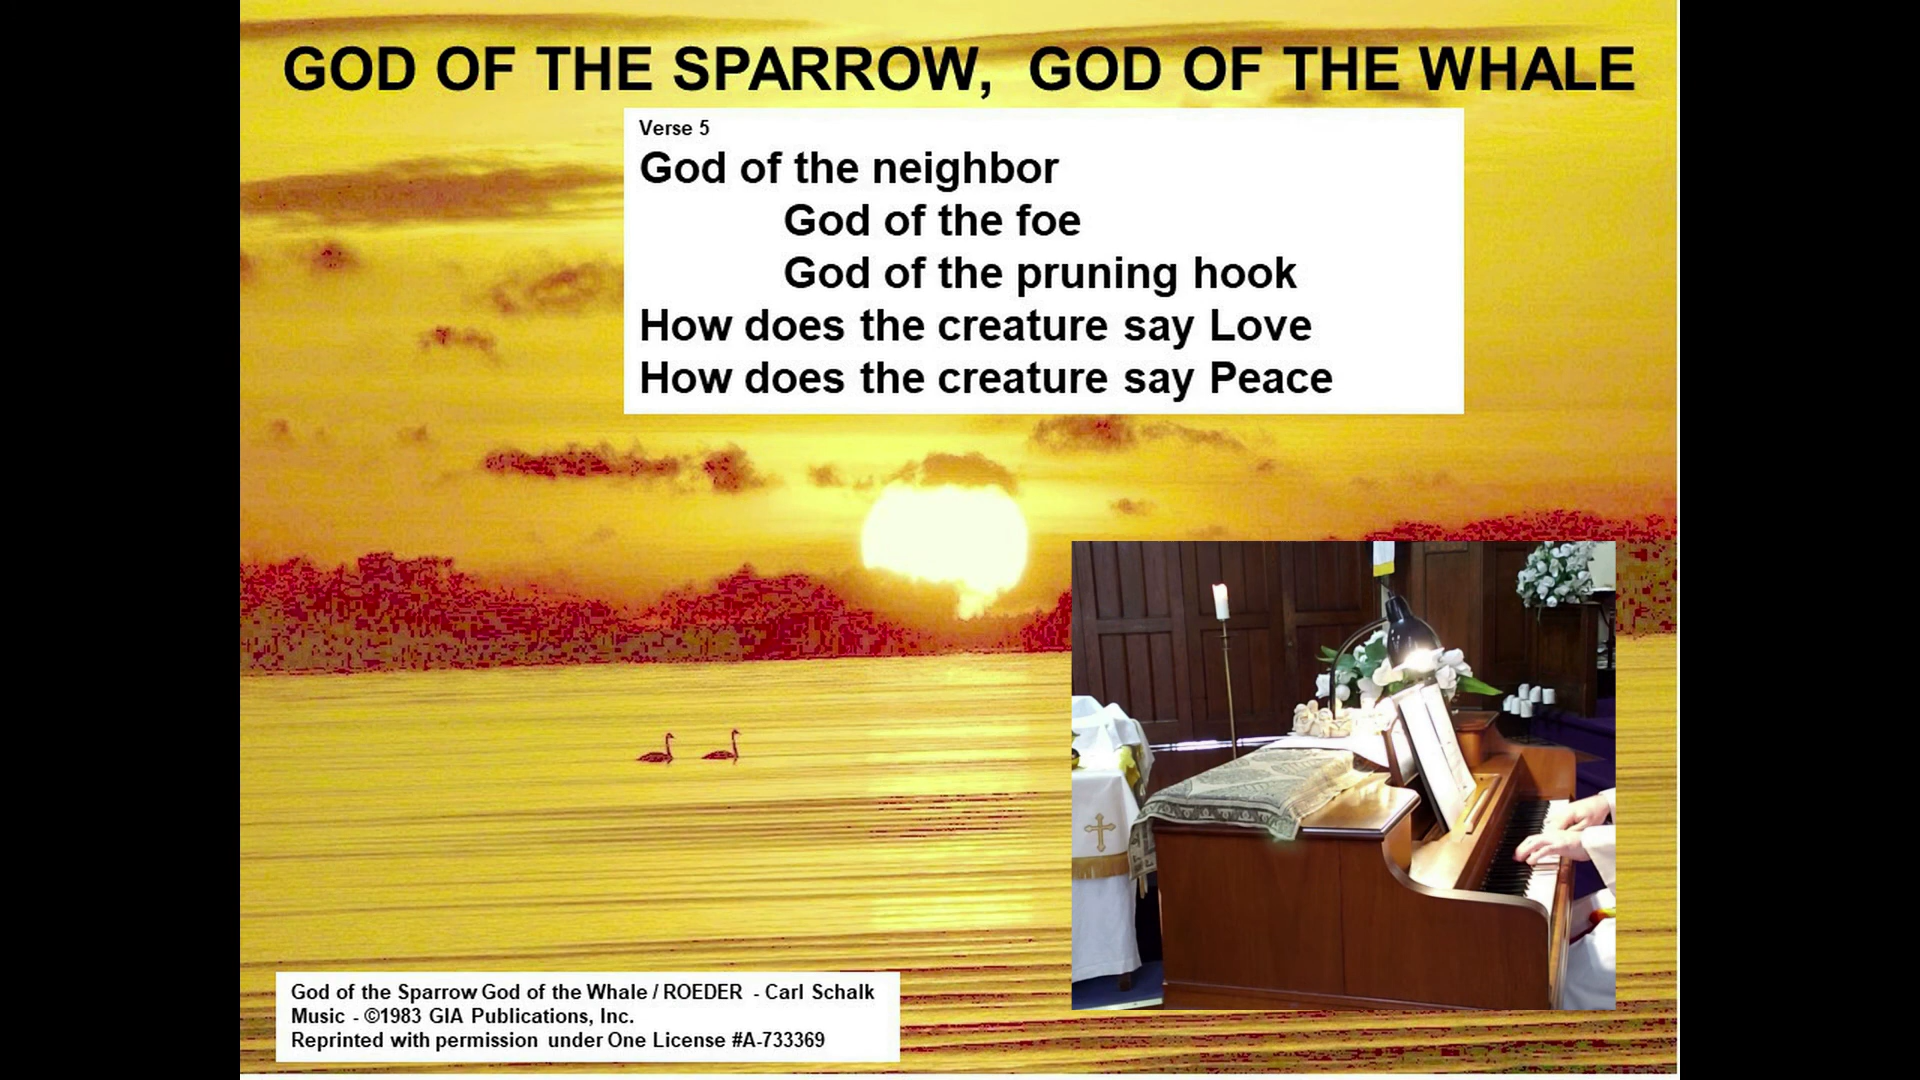 GOD OF THE SPARROW, GOD OF THE WHALE
Verse 5
God of the neighbor
God of the foe
God of the pruning hook
How does the creature say Love
How does the creature say Peace
God of the Sparrow God of the Whale / ROEDER - Carl Schalk
Music - ©1983 GIA Publications, Inc.
Reprinted with permission under One License #A-733369